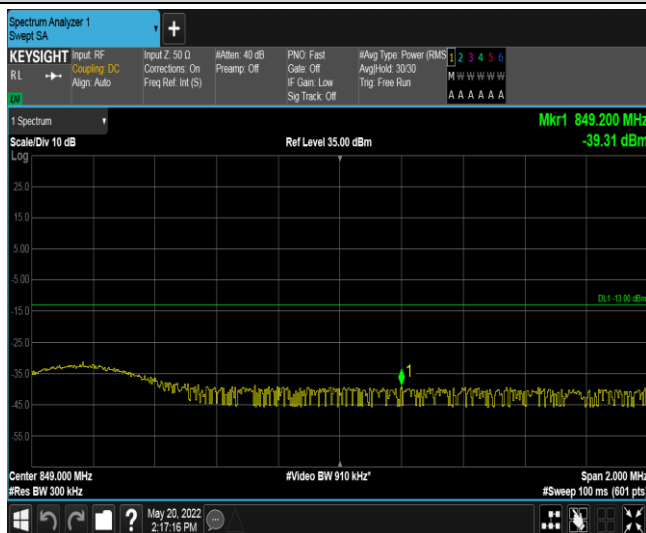 Spectrum Analyzer 1
Swept SA
+
KEYSIGHT
RL
LXI
Input: RF
Coupling: DC
Align: Auto
Input Z: 50 Ω
Corrections: On
Freq Ref: Int (S)
#Atten: 40 dB
Preamp: Off
PNO: Fast
Gate: Off
IF Gain: Low
Sig Track: Off
#Avg Type: Power (RMS
Avg|Hold: 30/30
Trig: Free Run
1 2 3 4 5 6
M W W W W W
A A A A A A
1 Spectrum
Mkr1 849.200 MHz
Scale/Div 10 dB
Ref Level 35.00 dBm
-39.31 dBm
Log
25.0
15.0
5.00
-5.00
DL1 -13.00 dBm
-15.0
-25.0
-35.0
1
-45.0
-55.0
Center 849.000 MHz
#Video BW 910 kHz*
Span 2.000 MHz
#Res BW 300 kHz
#Sweep 100 ms (601 pts)
?
May 20, 2022
2:17:16 PM